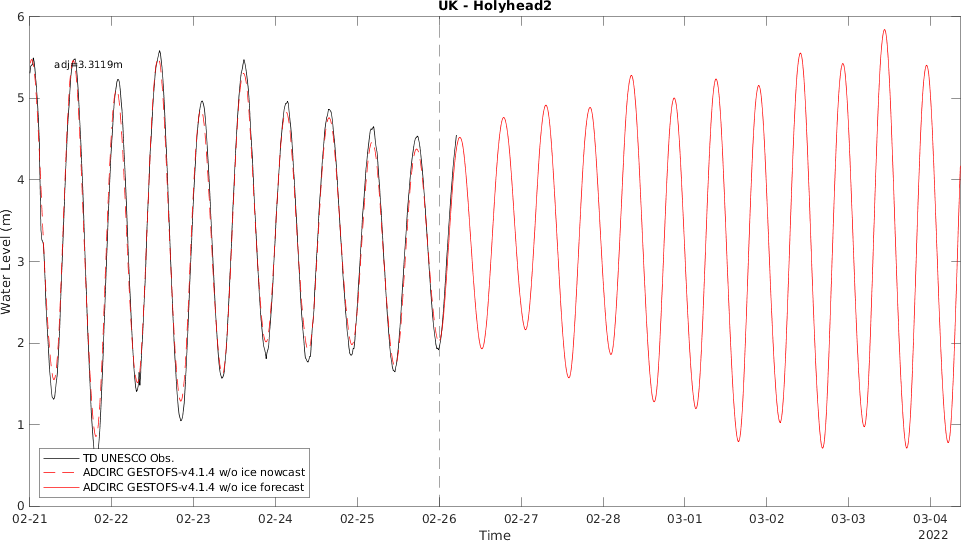 UK - Holyhead2
6
adj=3.3119m
5
4
3
2
1
0
Water Level (m)
TD UNESCO Obs.
ADCIRC GESTOFS-v4.1.4 w/o ice nowcast
ADCIRC GESTOFS-v4.1.4 w/o ice forecast
02-21 02-22 02-23 02-24 02-25 02-26 02-27 02-28 03-01 03-02 03-03 03-04
Time
2022